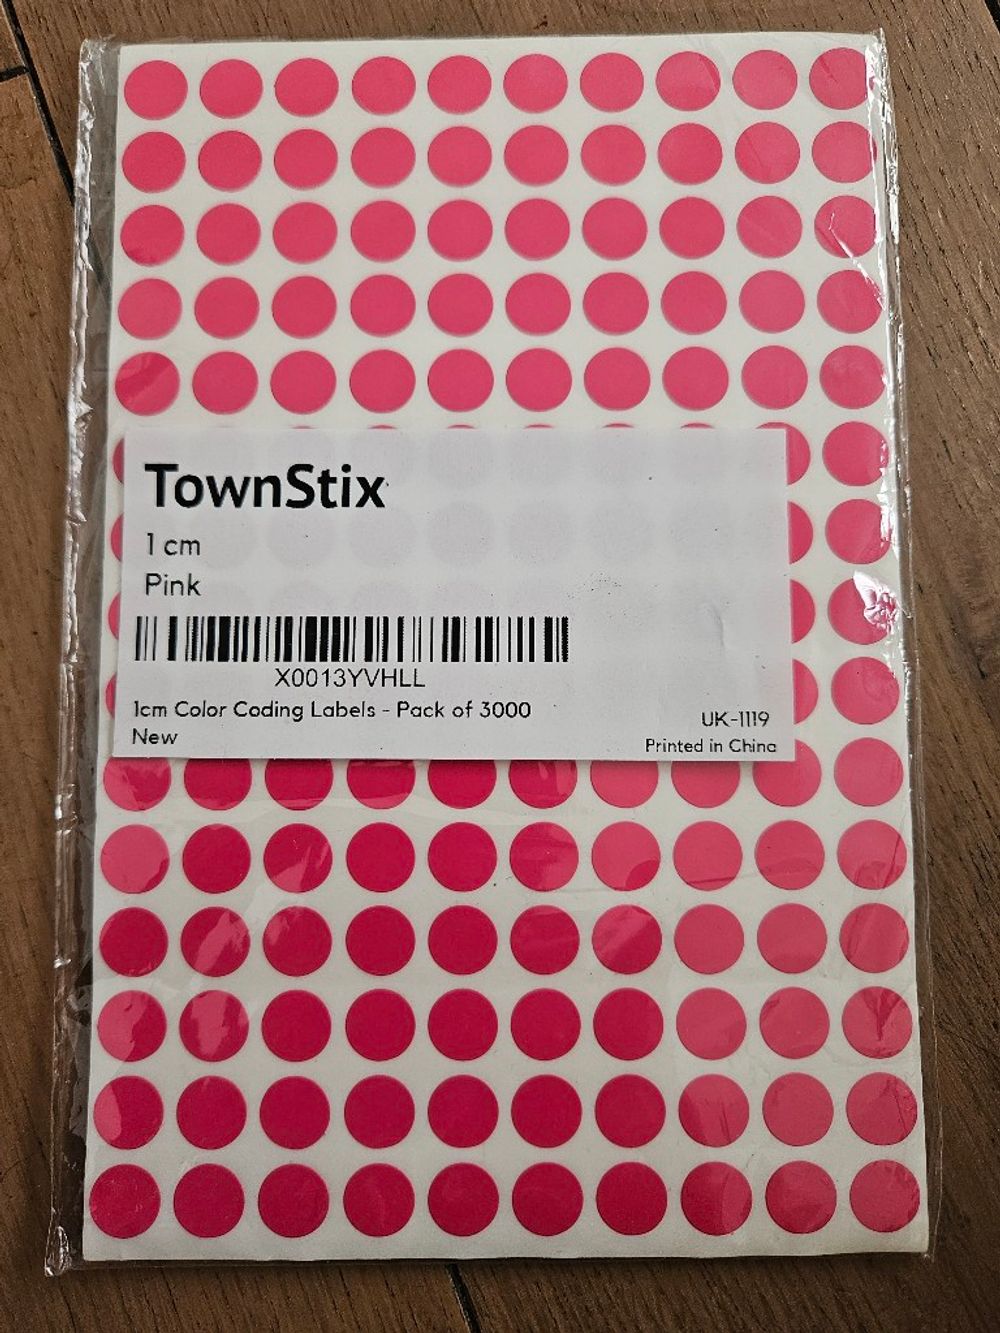 TownStix
1 cm
Pink
X0013YVHLL
1cm Color Coding Labels - Pack of 3000
New
UK-1119
Printed in China